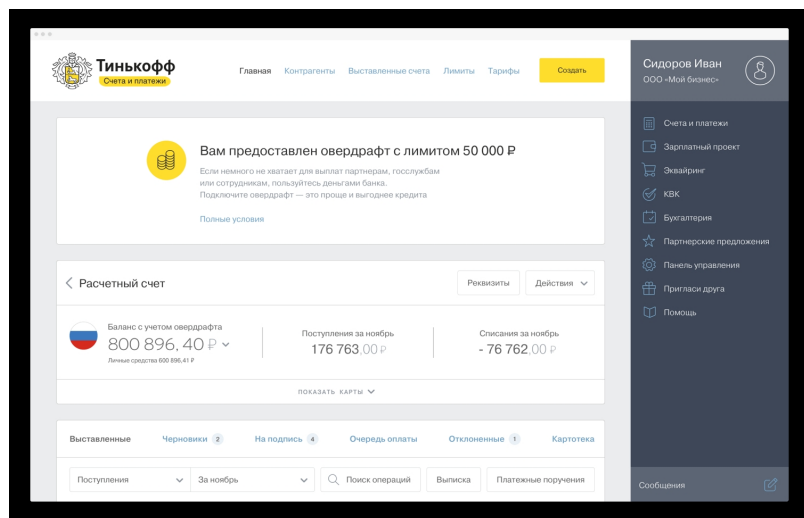 Тинькофф
Счета и платежи
Главная Контрагенты Выставленные счета Лимиты Тарифы Создать
Сидоров Иван
ООО «Мой бизнес»
Вам предоставлен овердрафт с лимитом 50 000 ₽
Если немного не хватает для выплат партнерам, госслужбам
или сотрудникам, пользуйтесь деньгами банка.
Подключите овердрафт — это проще и выгоднее кредита
Полные условия
Расчетный счет Реквизиты Действия
Баланс с учетом овердрафта
800 896, 40 ₽
Личные средства 600 896,41 ₽
Поступления за ноябрь
176 763,00 ₽
Списания за ноябрь
- 76 762,00 ₽
ПОКАЗАТЬ КАРТЫ
Выставленные Черновики 2 На подпись 4 Очередь оплаты Отклоненные 1 Картотека
Поступления За ноябрь Поиск операций Выписка Платежные поручения
Счета и платежи
Зарплатный проект
Эквайринг
КВК
Бухгалтерия
Партнерские предложения
Панель управления
Пригласи друга
Помощь
Сообщения